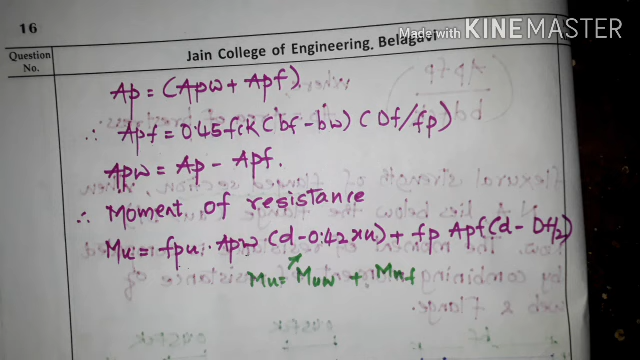 16
Made with KINEMASTER
Question No.
Jain College of Engineering, Belagavi
Ap = (Apw + Apf)
∴ Apf = 0.45 fck (bf - bw) (Df/fp)
Apw = Ap - Apf.
∴ Moment of resistance
Mu = fpu. Apw (d - 0.42 xu) + fp Apf (d - Df/2)
Mu = Muw + Muf